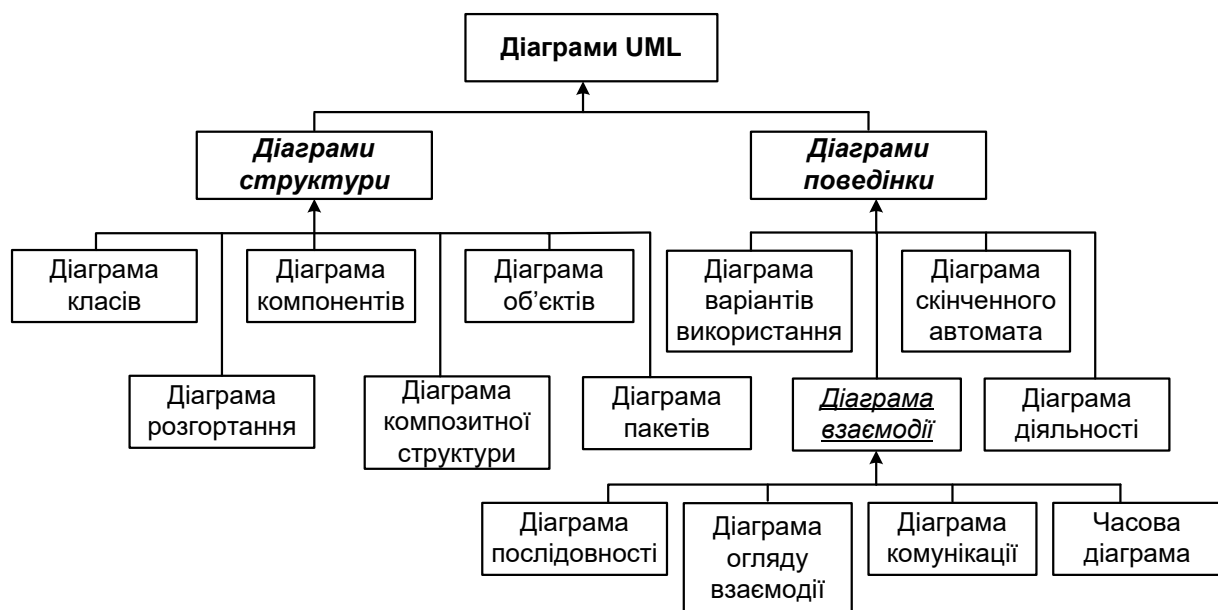 Діаграми UML
Діаграми
структури
Діаграми
поведінки
Діаграма
класів
Діаграма
компонентів
Діаграма
об’єктів
Діаграма
варіантів
використання
Діаграма
скінченного
автомата
Діаграма
розгортання
Діаграма
композитної
структури
Діаграма
пакетів
Діаграма
взаємодії
Діаграма
діяльності
Діаграма
послідовності
Діаграма
огляду
взаємодії
Діаграма
комунікації
Часова
діаграма